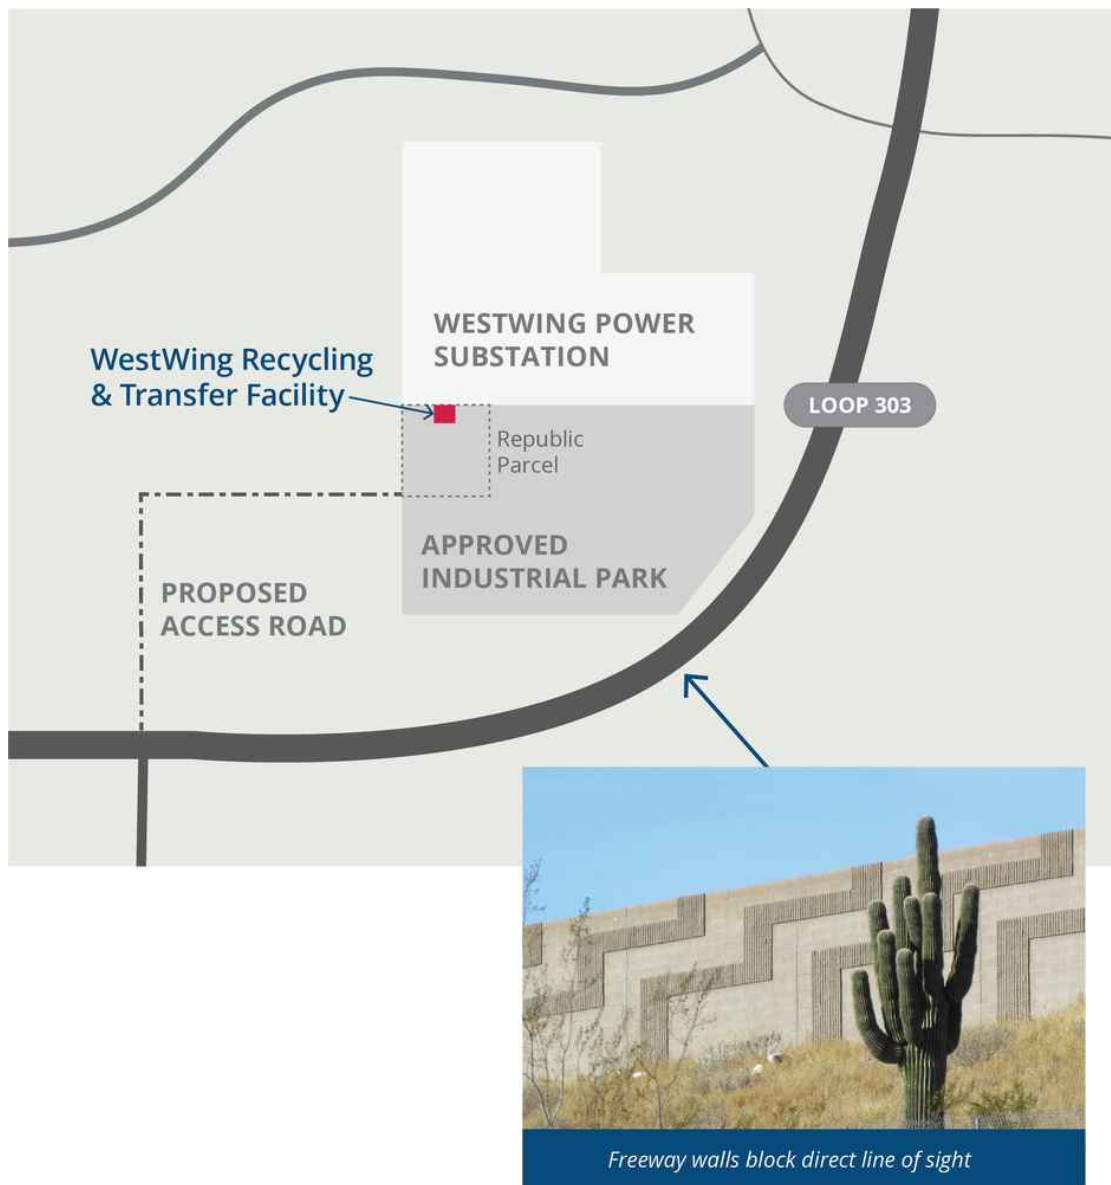 WESTWING POWER
SUBSTATION
WestWing Recycling
& Transfer Facility
LOOP 303
Republic
Parcel
APPROVED
INDUSTRIAL PARK
PROPOSED
ACCESS ROAD
Freeway walls block direct line of sight